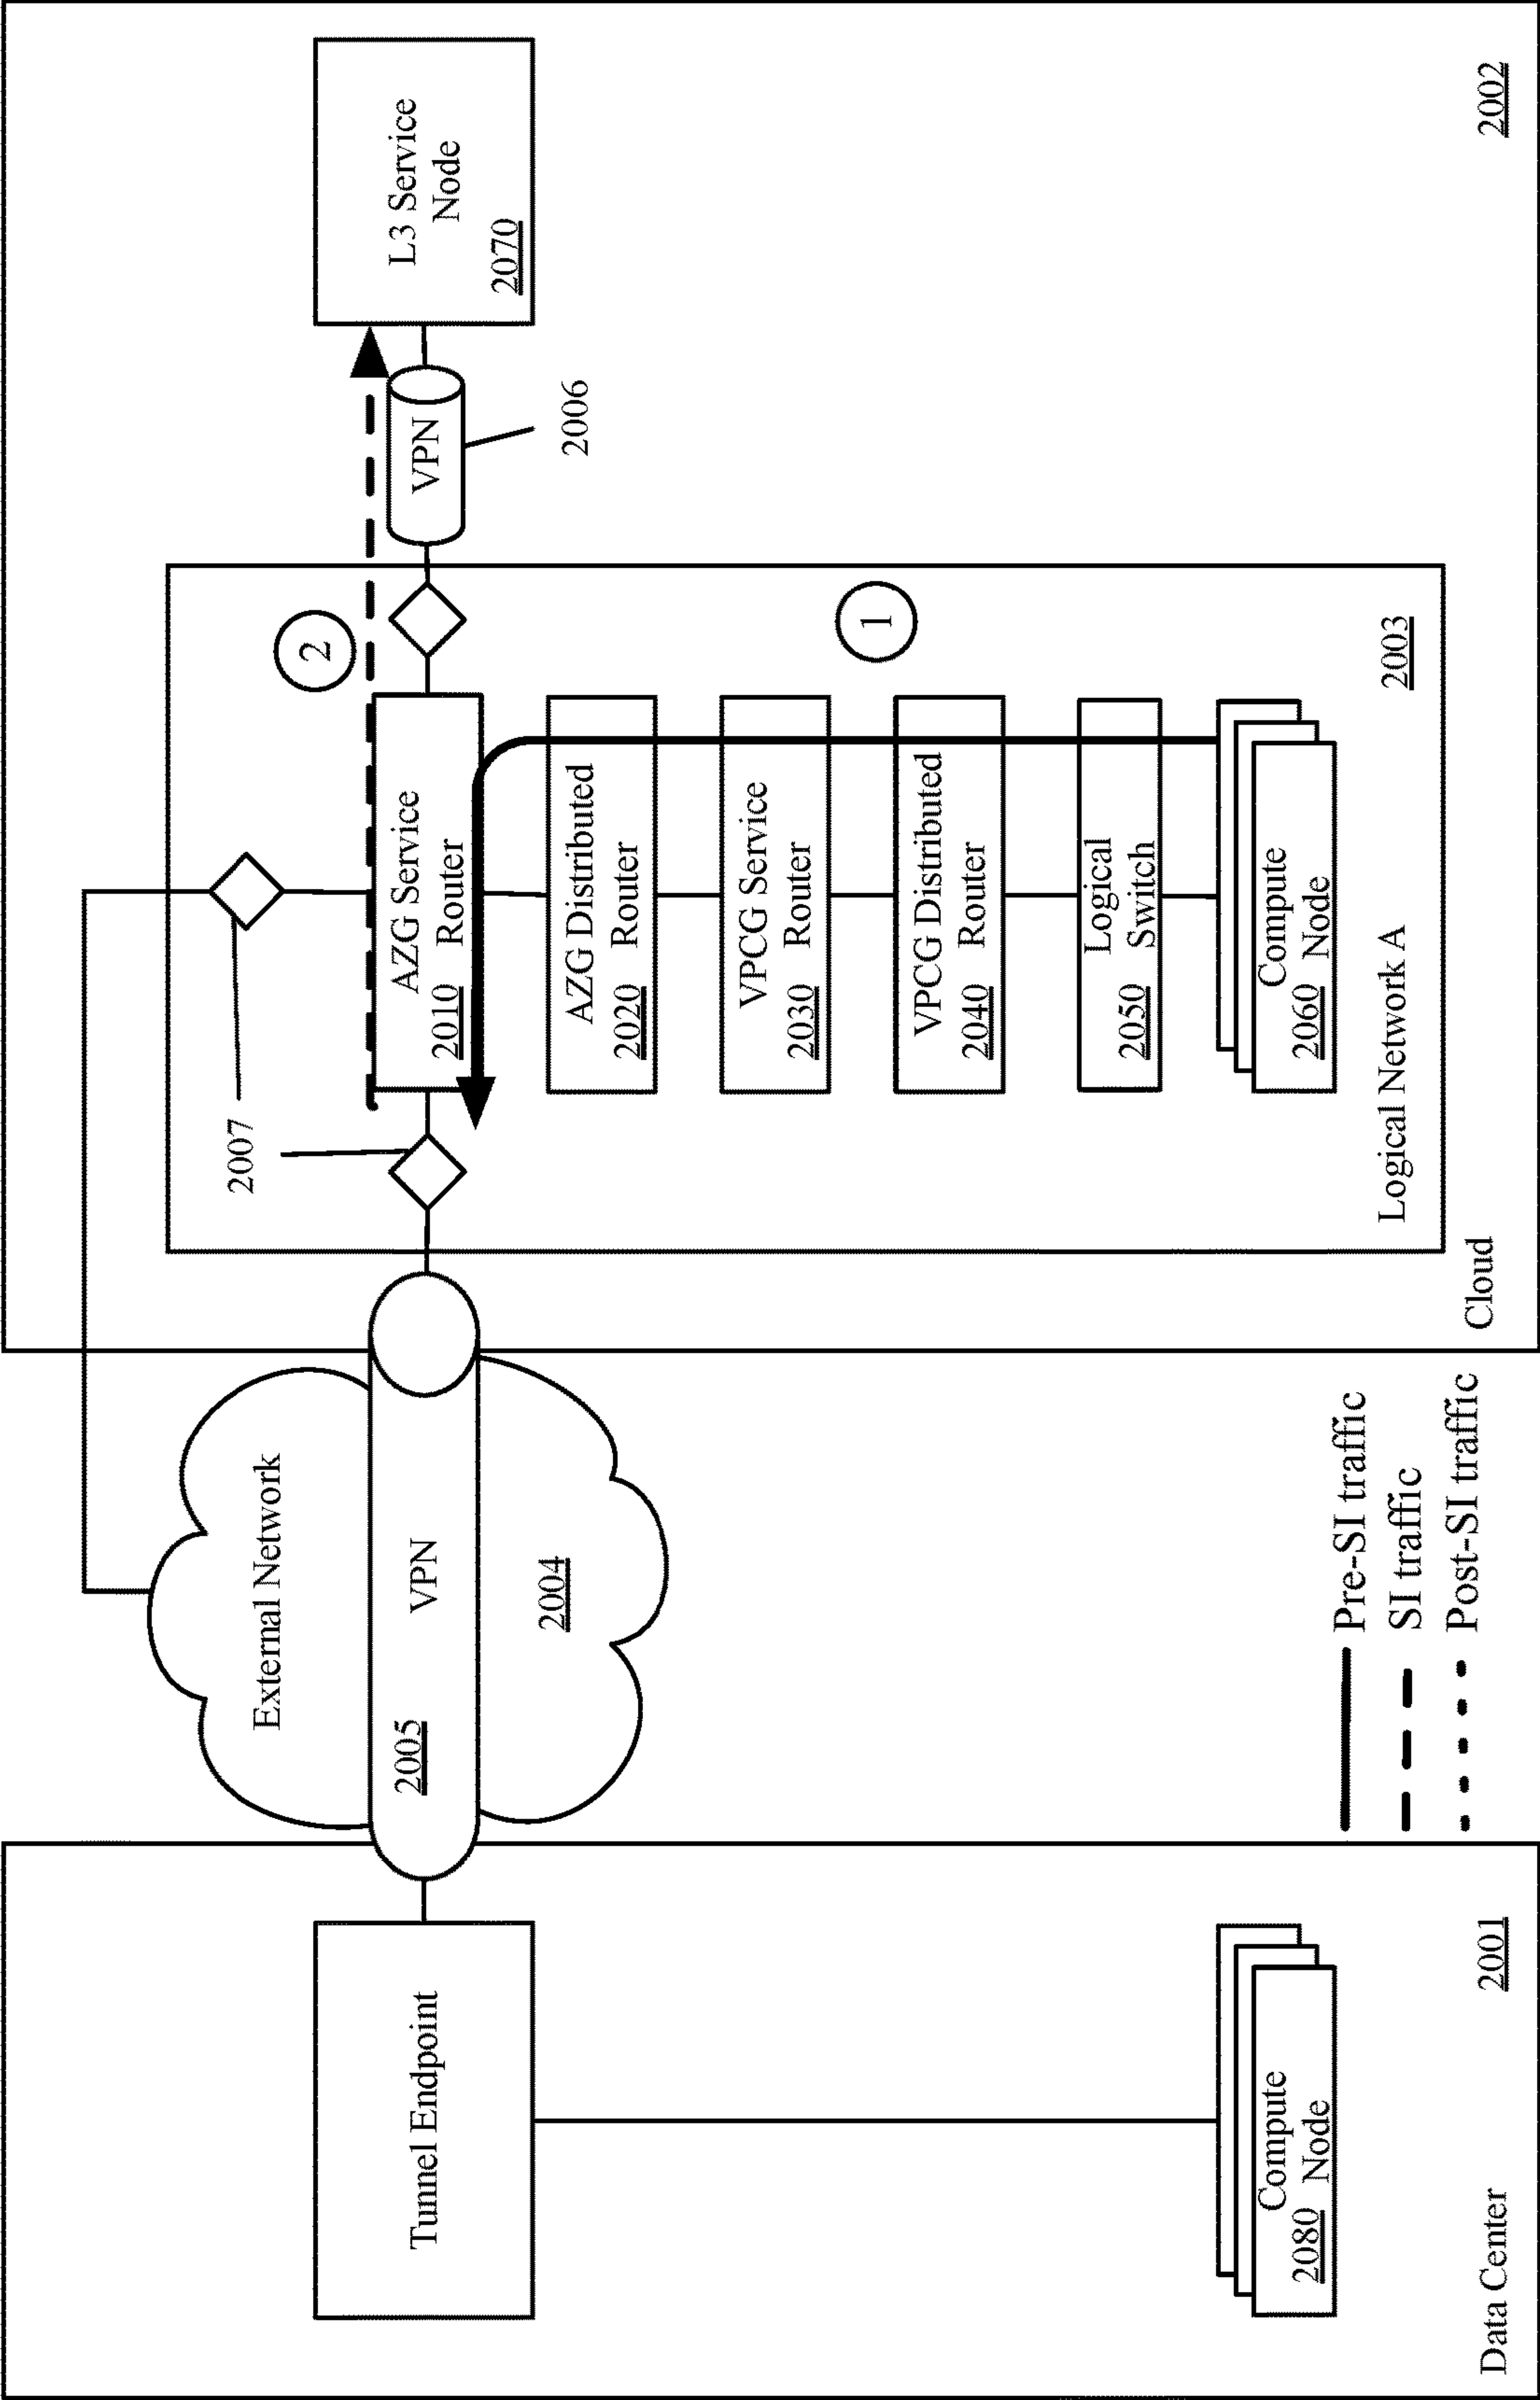 Tunnel Endpoint
Compute
2080 Node
Data Center
2001
External Network
2005 VPN
2004
Pre-SI traffic
SI traffic
Post-SI traffic
2007
2
AZG Service
2010 Router
AZG Distributed
2020 Router
VPCG Service
2030 Router
VPCG Distributed
2040 Router
Logical
2050 Switch
Compute
2060 Node
1
Logical Network A
2003
Cloud
VPN
2006
L3 Service
Node
2070
2002